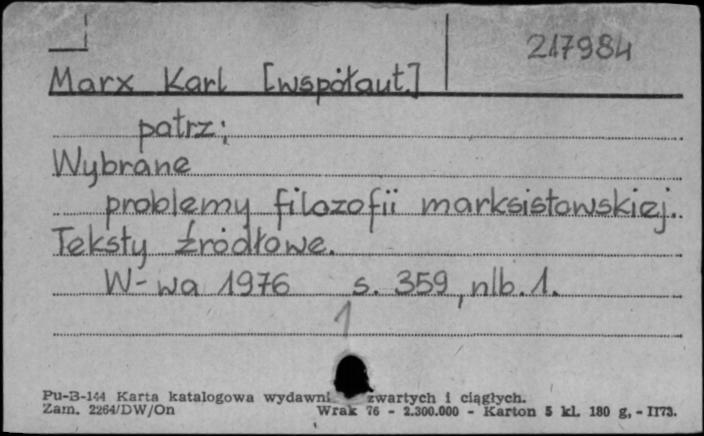 217984
Marx Karl [współaut.]
patrz:
Wybrane
problemy filozofii marksistowskiej.
Teksty źródłowe.
W-wa 1976 s. 359, nlb. 1.
1
Pu-B-144 Karta katalogowa wydawni zwartych i ciągłych.
Zam. 2264/DW/On Wrak 76 - 2.300.000 - Karton 5 kl. 180 g, - II73.